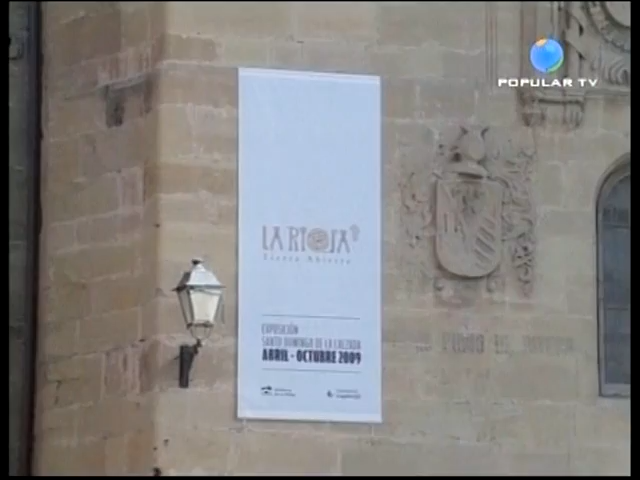 POPULAR TV
LA RIOJA
Tierra Abierta
EXPOSICIÓN
SANTO DOMINGO DE LA CALZADA
ABRIL - OCTUBRE 2009